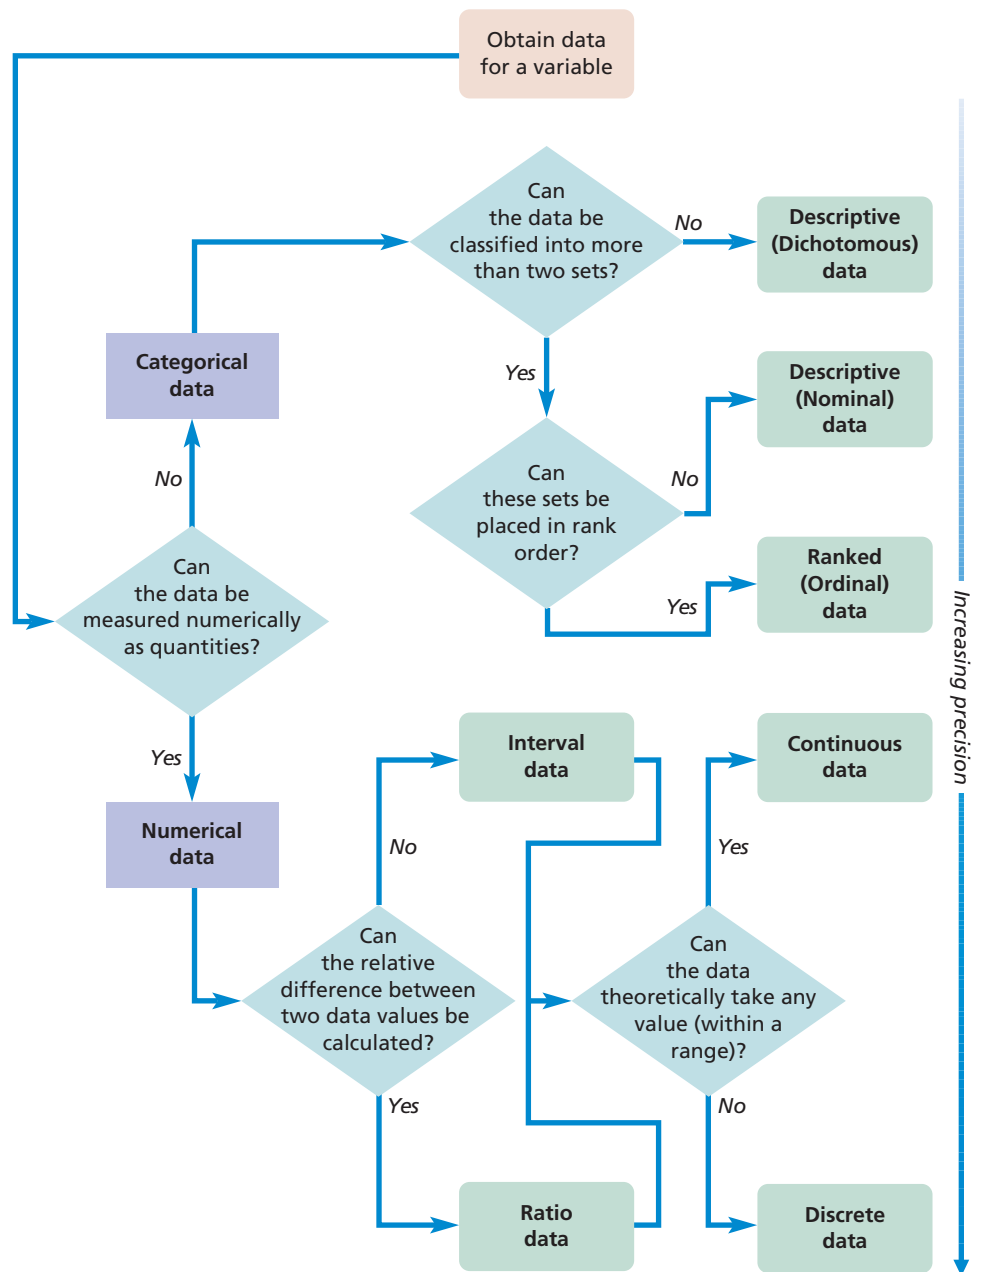 Obtain data
for a variable
Can
the data be
classified into more
than two sets?
No
Descriptive
(Dichotomous)
data
Categorical
data
Yes
Descriptive
(Nominal)
data
No
Can
these sets be
placed in rank
order?
No
Can
the data be
measured numerically
as quantities?
Yes
Ranked
(Ordinal)
data
Increasing precision
Yes
Numerical
data
Interval
data
Continuous
data
No
Yes
Can
the relative
difference between
two data values be
calculated?
Can
the data
theoretically take any
value (within a
range)?
Yes
No
Ratio
data
Discrete
data